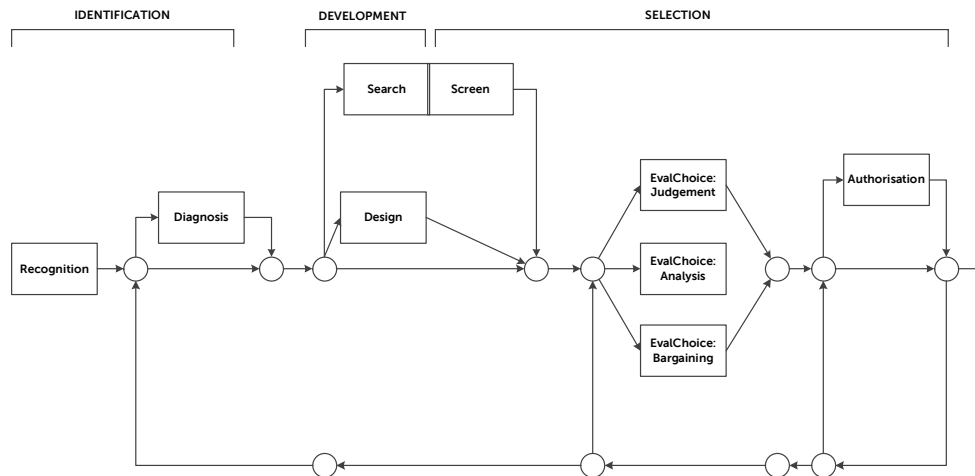 IDENTIFICATION
DEVELOPMENT
SELECTION
Search
Screen
EvalChoice:
Judgement
Authorisation
Diagnosis
Design
Recognition
EvalChoice:
Analysis
EvalChoice:
Bargaining